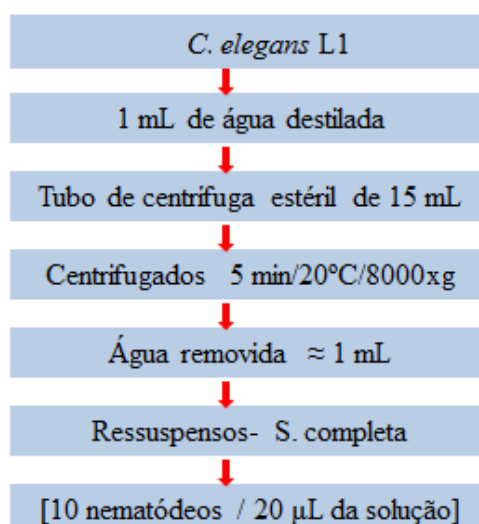 C. elegans L1
1 mL de água destilada
Tubo de centrífuga estéril de 15 mL
Centrifugados 5 min/20ºC/8000xg
Água removida ≈ 1 mL
Ressuspensos- S. completa
[10 nematódeos / 20 µL da solução]